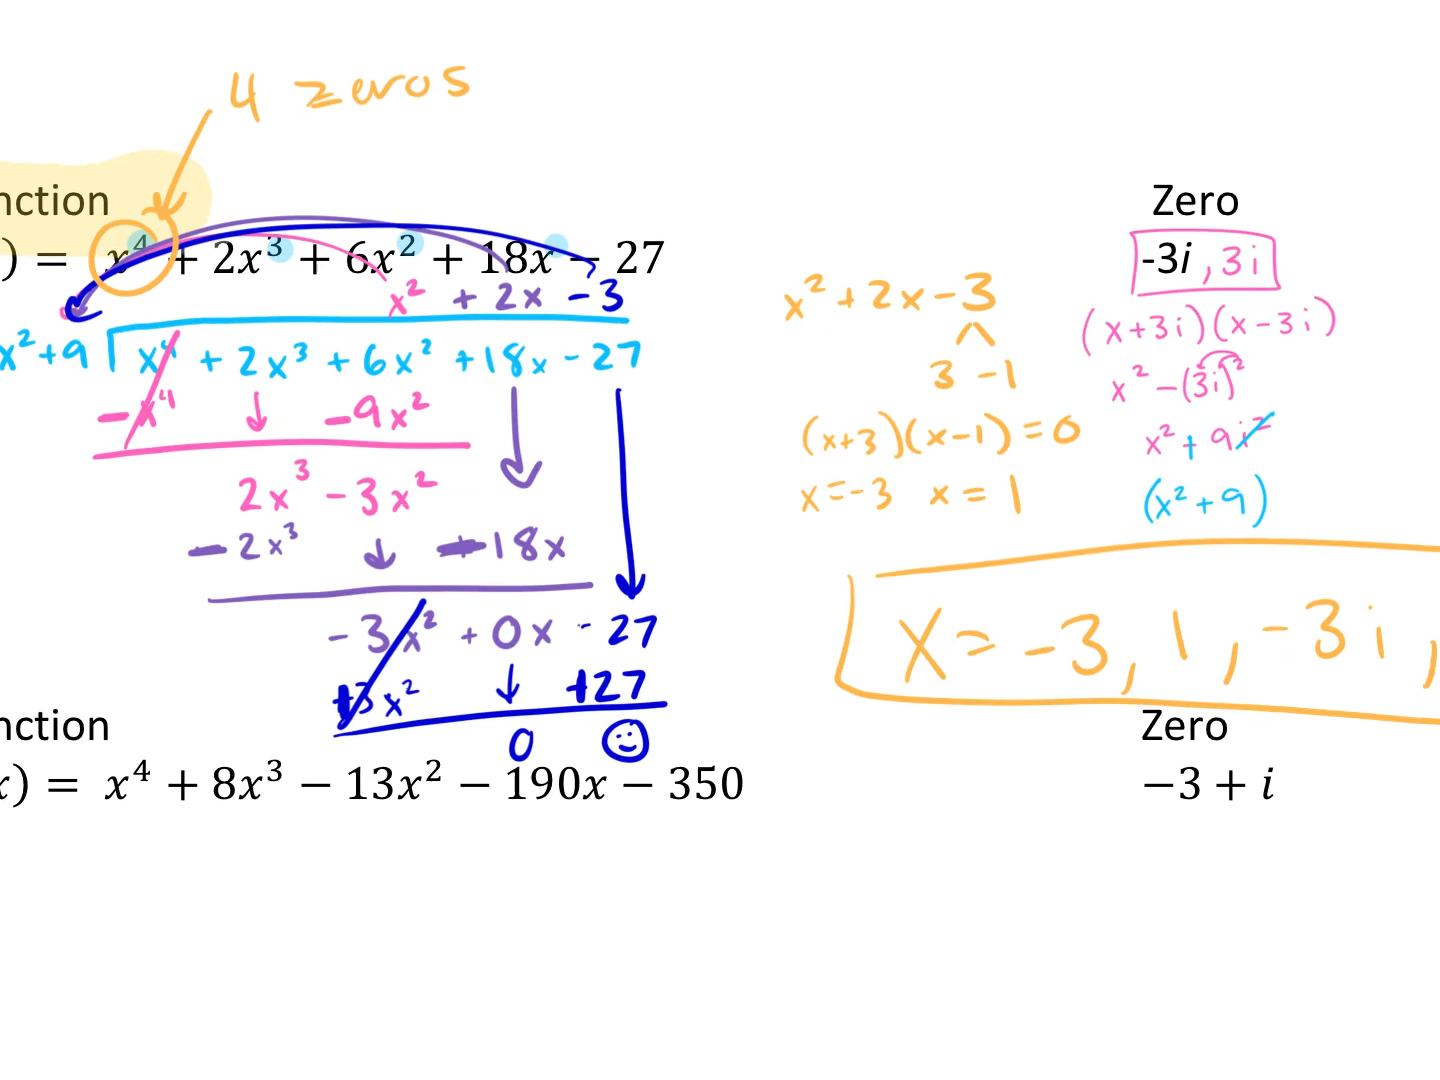 4 zeros
nction
) = x⁴ + 2x³ + 6x² + 18x − 27
x² + 2x - 3
x²+9 x⁴ + 2x³ + 6x² + 18x - 27
- x⁴ ↓ - 9x²
2x³ - 3x²
- 2x³ ↓ - 18x
- 3x² + 0x - 27
+3x² ↓ +27
0
Zero
-3i , 3i
(x+3i)(x-3i)
x² - (3i)²
x² + 9i²
(x²+9)
x² + 2x - 3
3 -1
(x+3)(x-1) = 0
x = -3 x = 1
X = -3, 1, -3i,
nction
x) = x⁴ + 8x³ − 13x² − 190x − 350
Zero
−3 + i